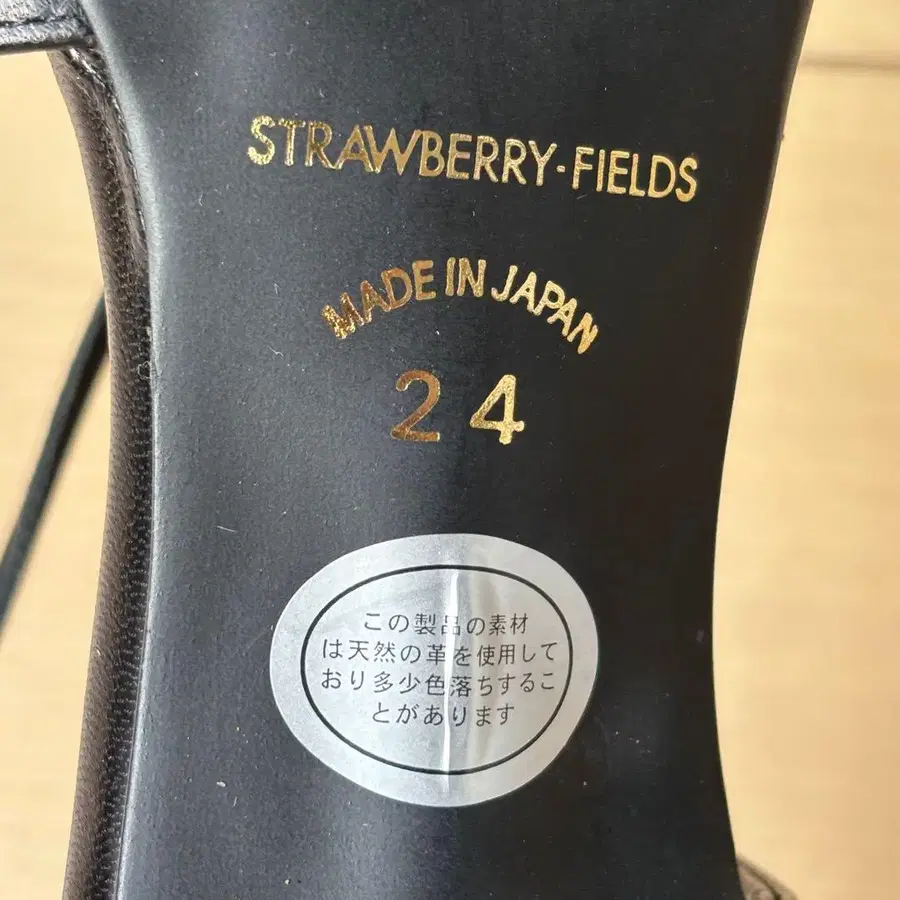 STRAWBERRY·FIELDS
MADE IN JAPAN
24
この製品の素材
は天然の革を使用して
おり多少色落ちするこ
とがあります